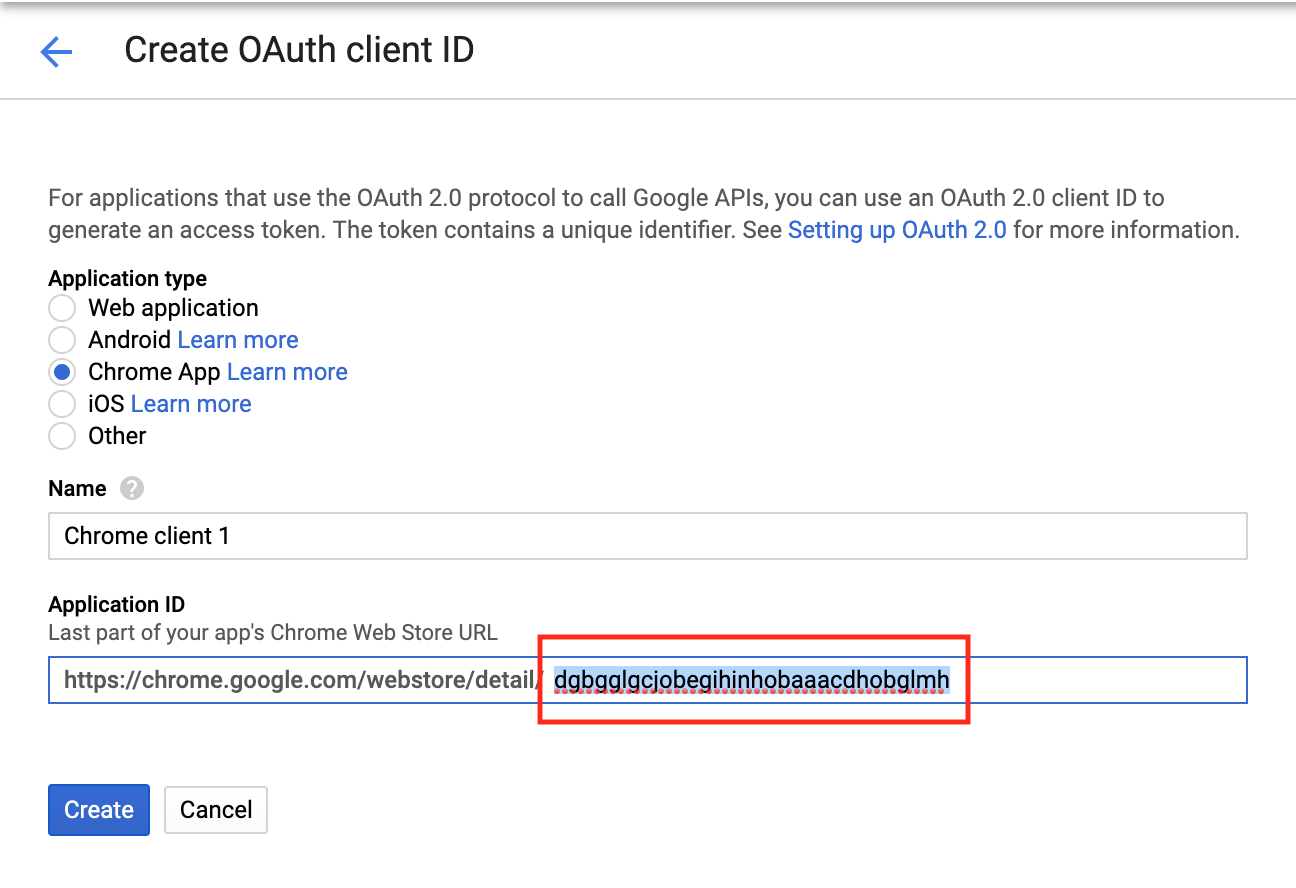 Create OAuth client ID
For applications that use the OAuth 2.0 protocol to call Google APIs, you can use an OAuth 2.0 client ID to
generate an access token. The token contains a unique identifier. See Setting up OAuth 2.0 for more information.
Application type
Web application
Android Learn more
Chrome App Learn more
iOS Learn more
Other
Name ?
Chrome client 1
Application ID
Last part of your app's Chrome Web Store URL
https://chrome.google.com/webstore/detail/ dgbgglgcjobegihinhobaaacdhobglmh
Create Cancel